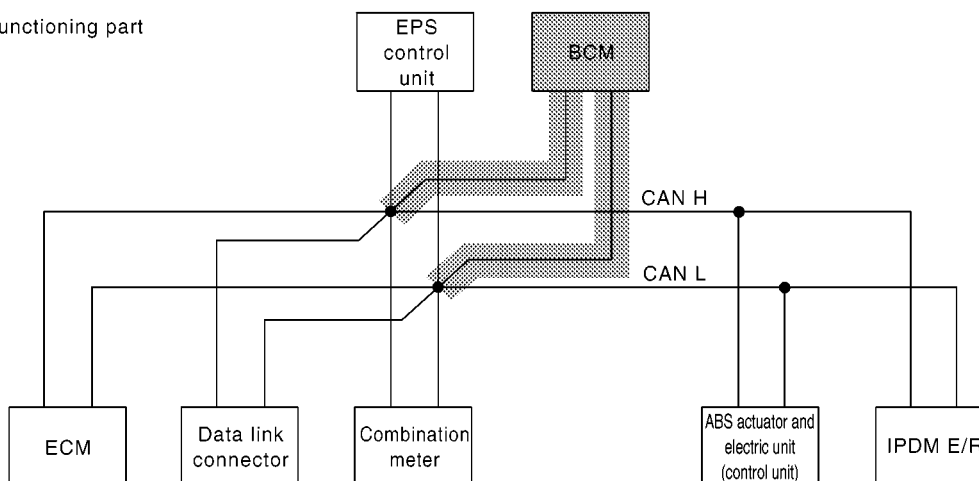 unctioning part
EPS
control
unit
BCM
CAN H
CAN L
ECM
Data link
connector
Combination
meter
ABS actuator and
electric unit
(control unit)
IPDM E/R